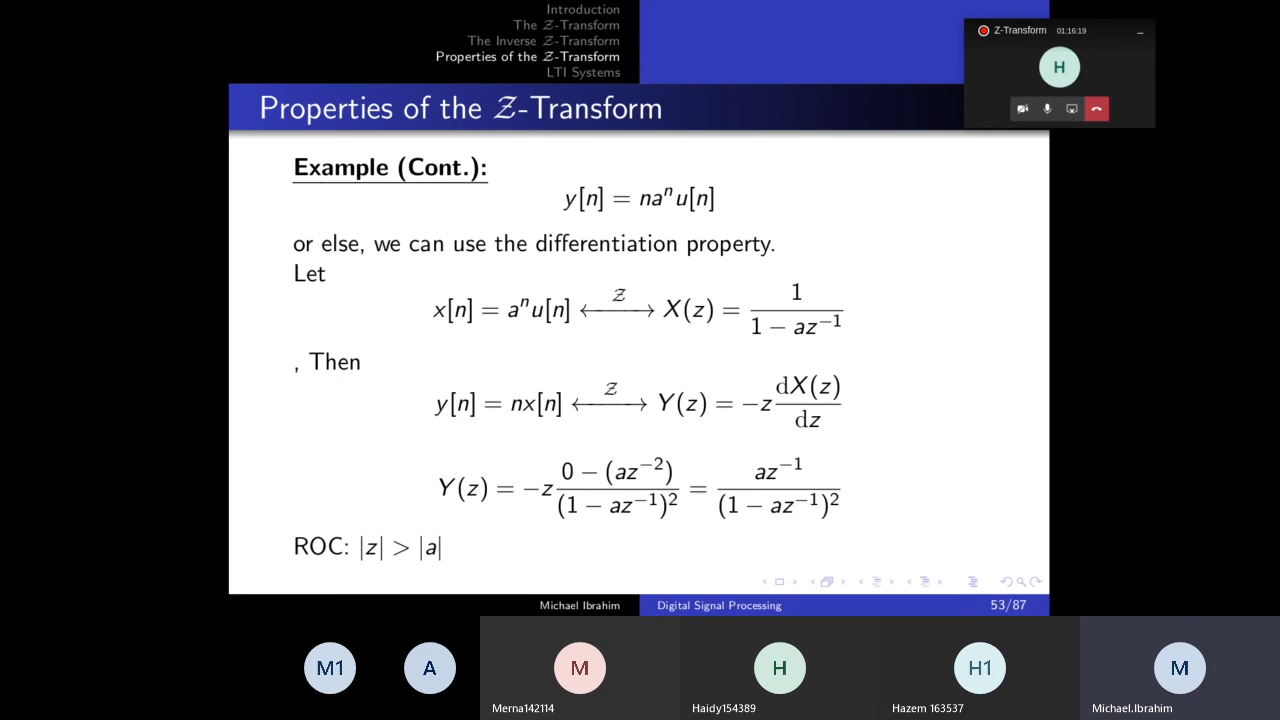 Introduction
The Z-Transform
The Inverse Z-Transform
Properties of the Z-Transform
LTI Systems
Z-Transform 01:16:19
H
Properties of the Z-Transform
Example (Cont.):
y[n] = naⁿu[n]
or else, we can use the differentiation property.
Let
x[n] = aⁿu[n] ⟷^Z X(z) = 1 / (1 − az⁻¹)
, Then
y[n] = nx[n] ⟷^Z Y(z) = −z dX(z)/dz
Y(z) = −z (0 − (az⁻²)) / (1 − az⁻¹)² = az⁻¹ / (1 − az⁻¹)²
ROC: |z| > |a|
Michael Ibrahim Digital Signal Processing 53/87
M1 A M H H1 M
Merna142114 Haidy154389 Hazem 163537 Michael.Ibrahim